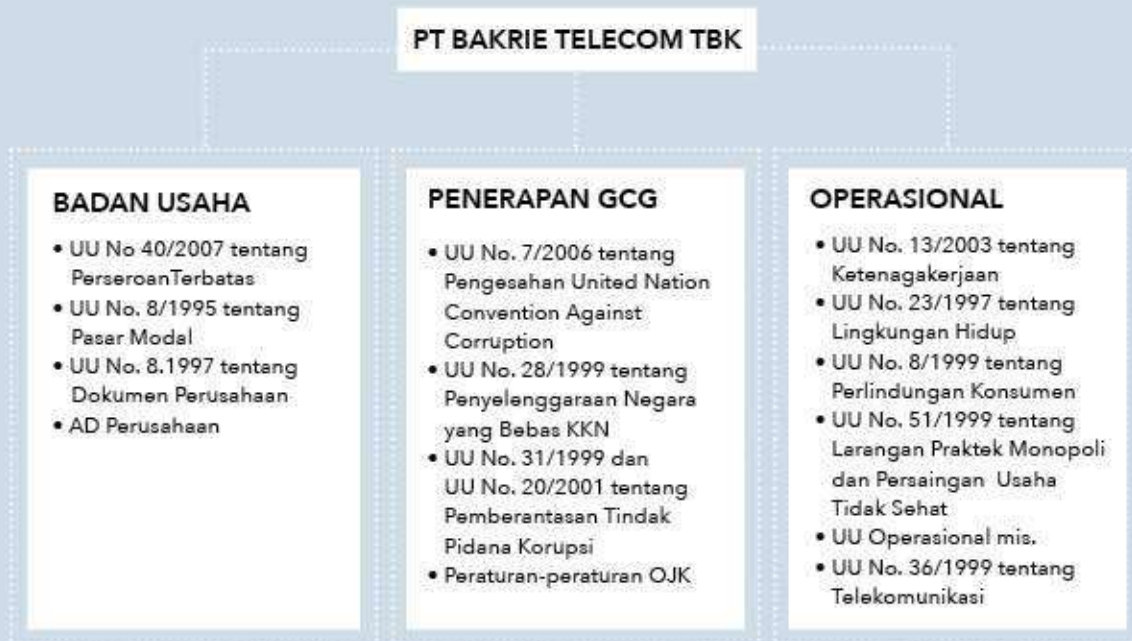 PT BAKRIE TELECOM TBK
BADAN USAHA
• UU No 40/2007 tentang
PerseroanTerbatas
• UU No. 8/1995 tentang
Pasar Modal
• UU No. 8.1997 tentang
Dokumen Perusahaan
• AD Perusahaan
PENERAPAN GCG
• UU No. 7/2006 tentang
Pengesahan United Nation
Convention Against
Corruption
• UU No. 28/1999 tentang
Penyelenggaraan Negara
yang Bebas KKN
• UU No. 31/1999 dan
UU No. 20/2001 tentang
Pemberantasan Tindak
Pidana Korupsi
• Peraturan-peraturan OJK
OPERASIONAL
• UU No. 13/2003 tentang
Ketenagakerjaan
• UU No. 23/1997 tentang
Lingkungan Hidup
• UU No. 8/1999 tentang
Perlindungan Konsumen
• UU No. 51/1999 tentang
Larangan Praktek Monopoli
dan Persaingan Usaha
Tidak Sehat
• UU Operasional mis.
• UU No. 36/1999 tentang
Telekomunikasi